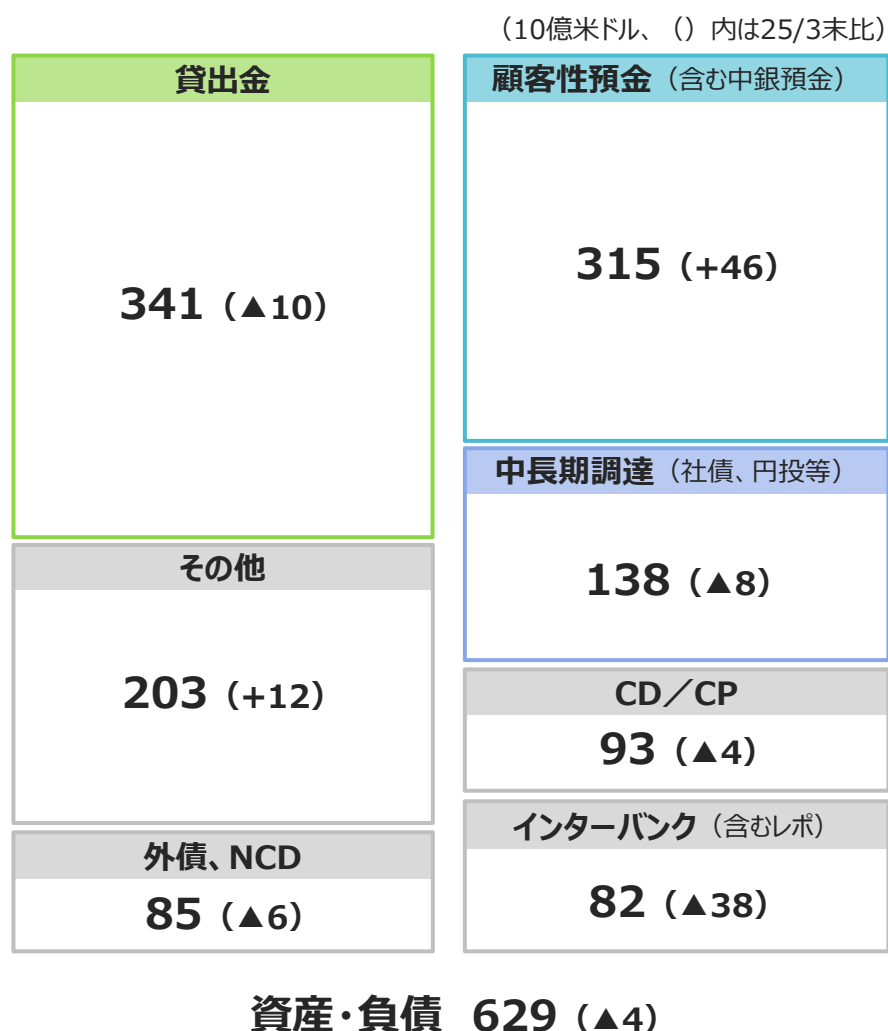 （10億米ドル、（）内は25/3末比）
貸出金
341（▲10）
その他
203（+12）
外債、NCD
85（▲6）
顧客性預金（含む中銀預金）
315（+46）
中長期調達（社債、円投等）
138（▲8）
CD／CP
93（▲4）
インターバンク（含むレポ）
82（▲38）
資産・負債 629（▲4）